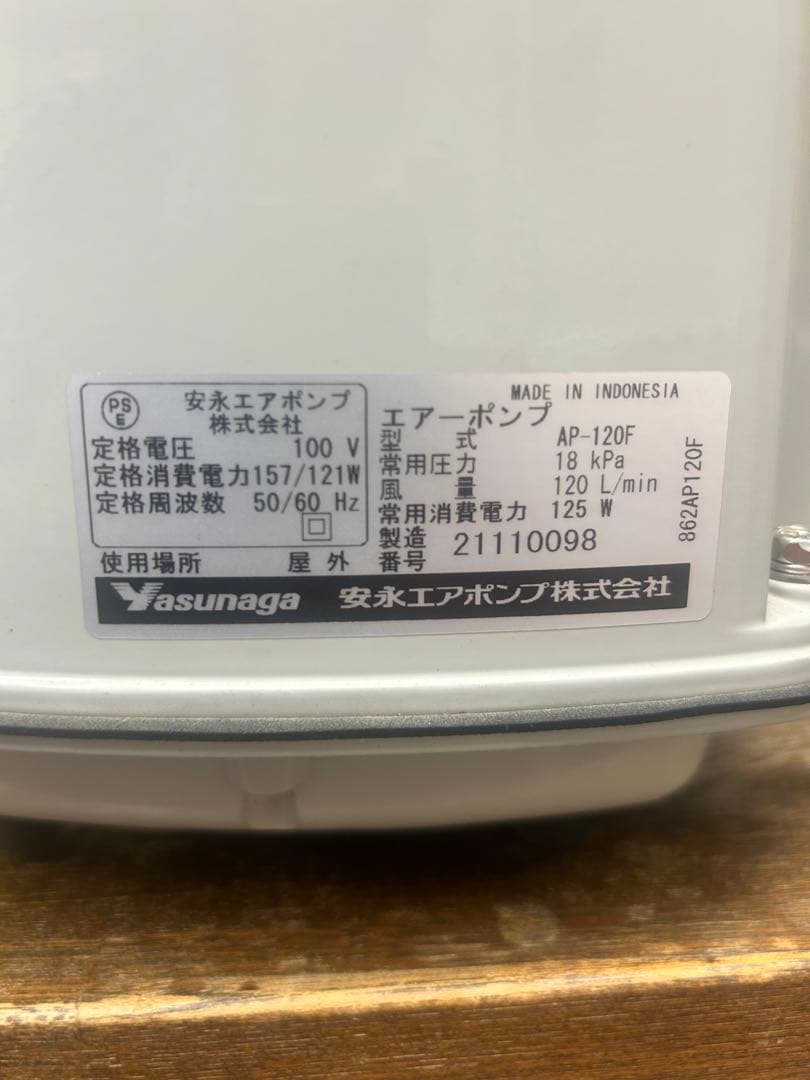 PS
E
安永エアポンプ
株式会社
定格電圧 100 V
定格消費電力 157/121W
定格周波数 50/60 Hz
使用場所 屋 外
MADE IN INDONESIA
エアーポンプ
型 式 AP-120F
常用圧力 18 kPa
風 量 120 L/min
常用消費電力 125 W
製造
番号 21110098
862AP120F
Yasunaga 安永エアポンプ株式会社